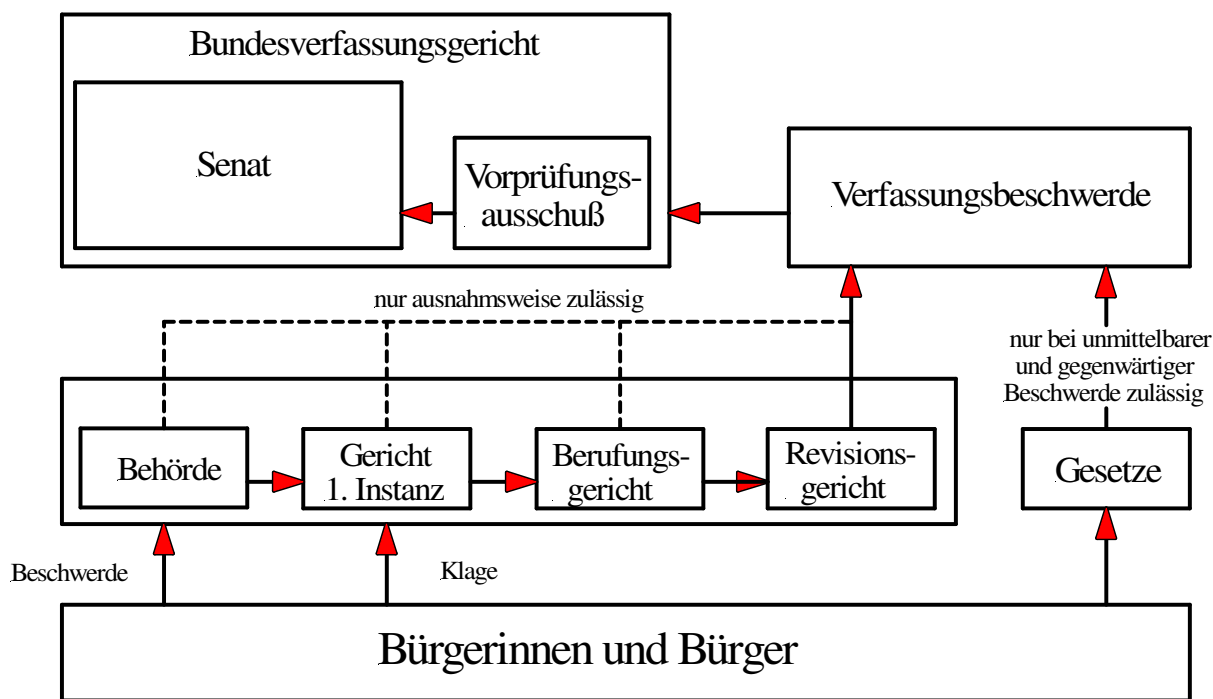 Bundesverfassungsgericht
Senat
Vorprüfungs-
ausschuß
Verfassungsbeschwerde
nur ausnahmsweise zulässig
nur bei unmittelbarer
und gegenwärtiger
Beschwerde zulässig
Behörde
Gericht
1. Instanz
Berufungs-
gericht
Revisions-
gericht
Gesetze
Beschwerde
Klage
Bürgerinnen und Bürger